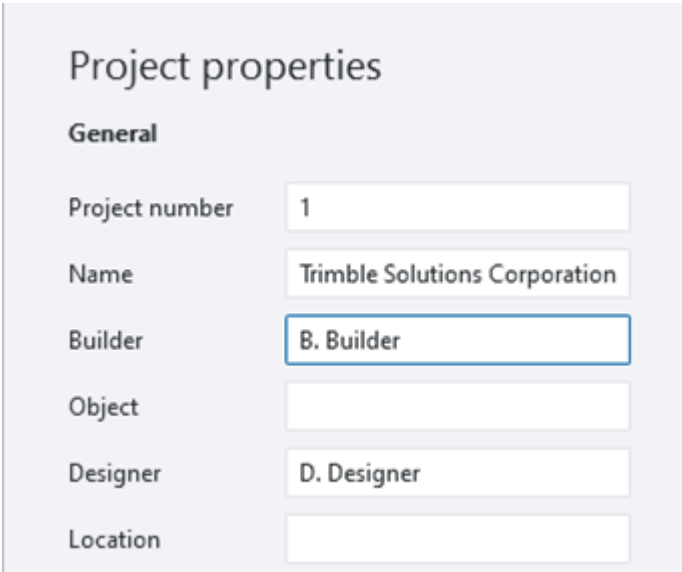 Project properties
General
Project number 1
Name Trimble Solutions Corporation
Builder B. Builder
Object
Designer D. Designer
Location